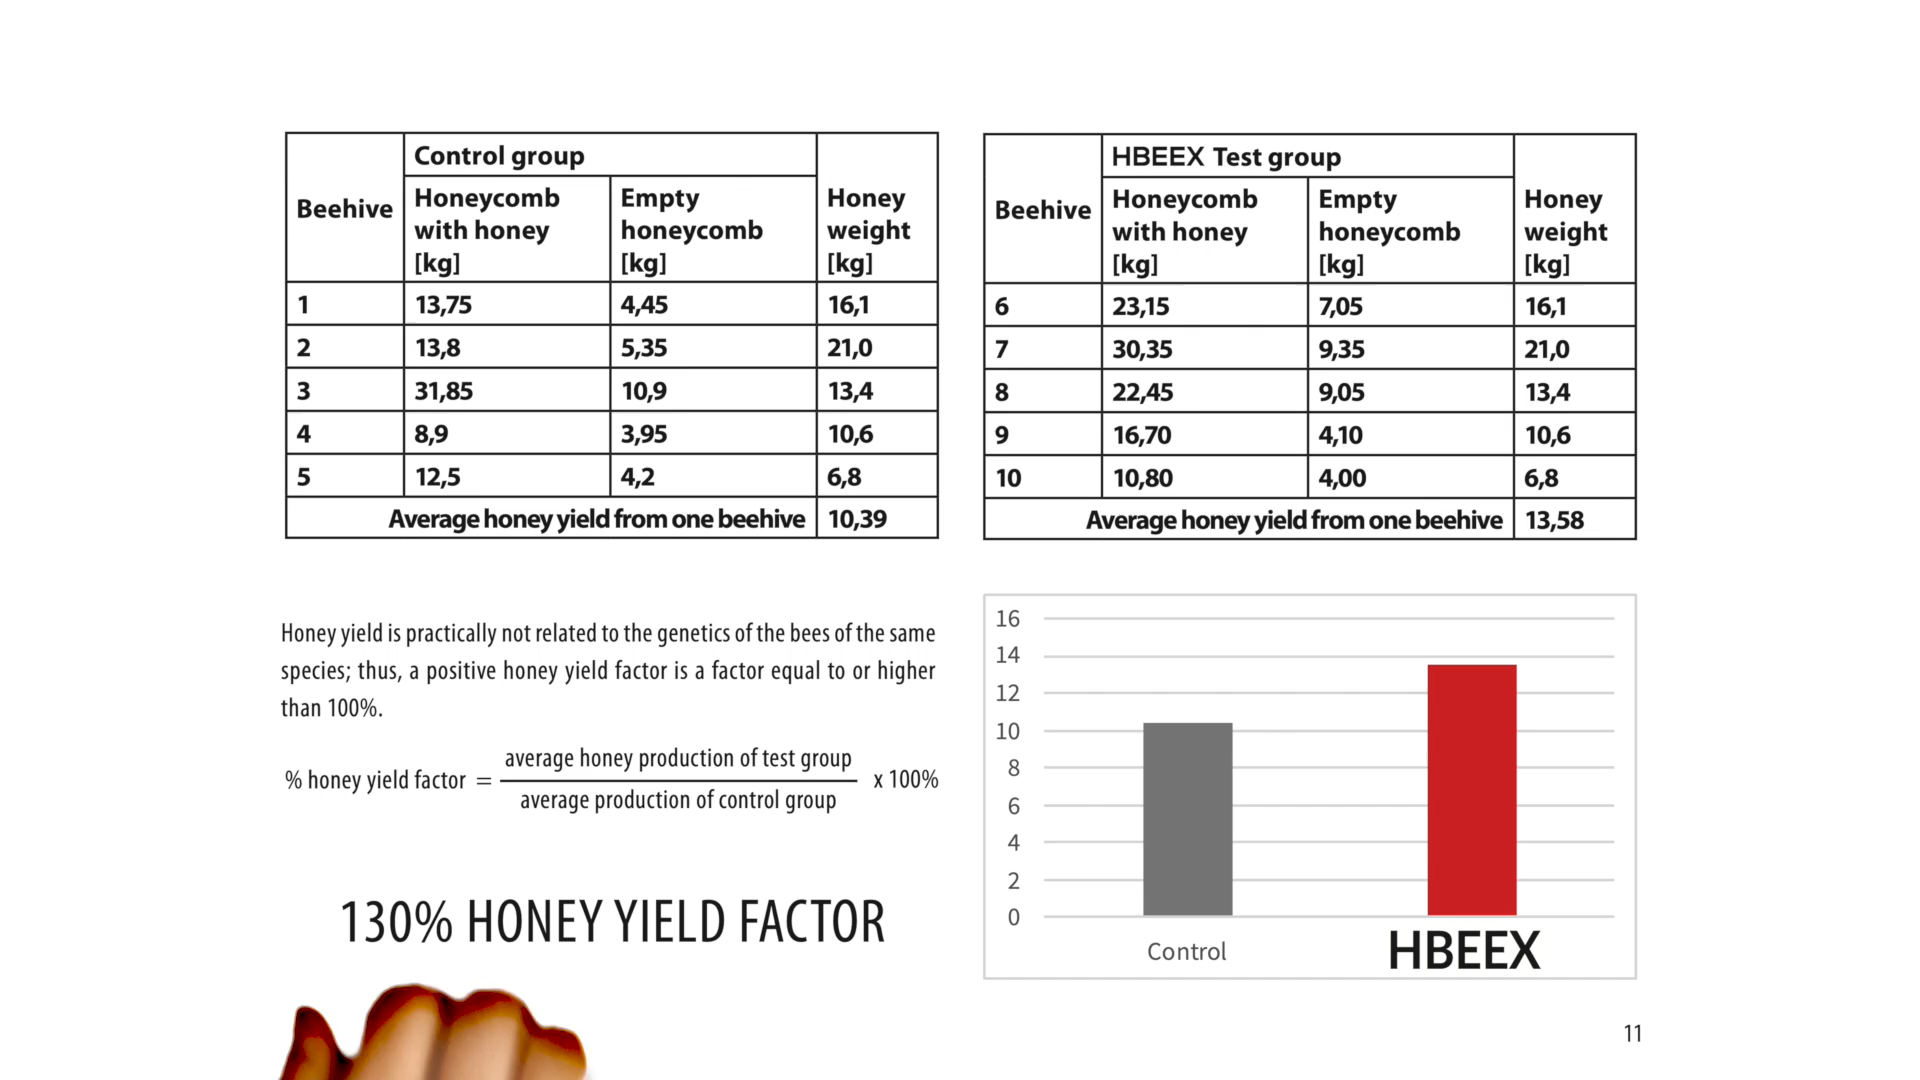 Beehive
Control group
Honeycomb
with honey
[kg]
Empty
honeycomb
[kg]
Honey
weight
[kg]
1 13,75 4,45 16,1
2 13,8 5,35 21,0
3 31,85 10,9 13,4
4 8,9 3,95 10,6
5 12,5 4,2 6,8
Average honey yield from one beehive 10,39
Beehive
HBEEX Test group
Honeycomb
with honey
[kg]
Empty
honeycomb
[kg]
Honey
weight
[kg]
6 23,15 7,05 16,1
7 30,35 9,35 21,0
8 22,45 9,05 13,4
9 16,70 4,10 10,6
10 10,80 4,00 6,8
Average honey yield from one beehive 13,58
Honey yield is practically not related to the genetics of the bees of the same
species; thus, a positive honey yield factor is a factor equal to or higher
than 100%.
% honey yield factor =
average honey production of test group
average production of control group
x 100%
130% HONEY YIELD FACTOR
16
14
12
10
8
6
4
2
0
Control
HBEEX
11